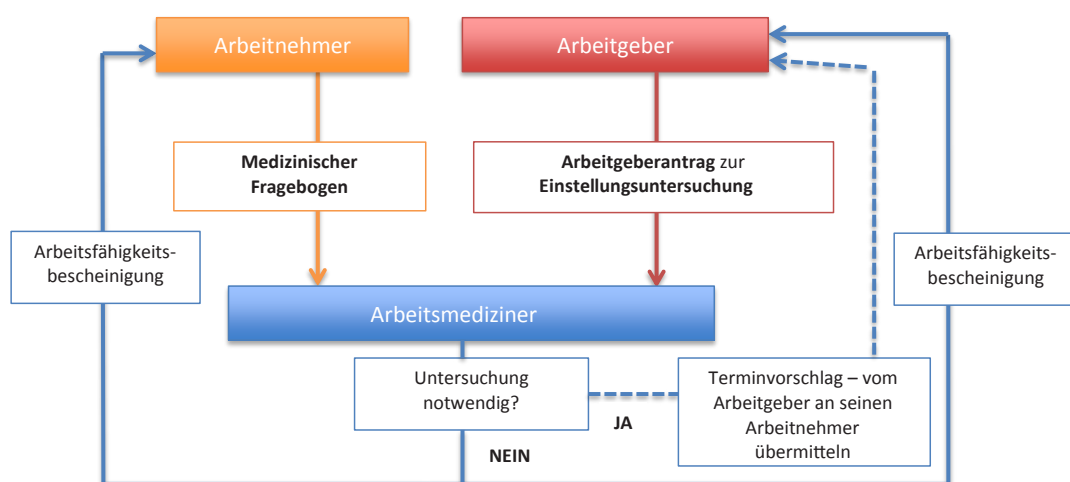 Arbeitnehmer
Arbeitgeber
Medizinischer
Fragebogen
Arbeitgeberantrag zur
Einstellungsuntersuchung
Arbeitsfähigkeits-
bescheinigung
Arbeitsfähigkeits-
bescheinigung
Arbeitsmediziner
Untersuchung
notwendig?
JA
Terminvorschlag – vom
Arbeitgeber an seinen
Arbeitnehmer
übermitteln
NEIN